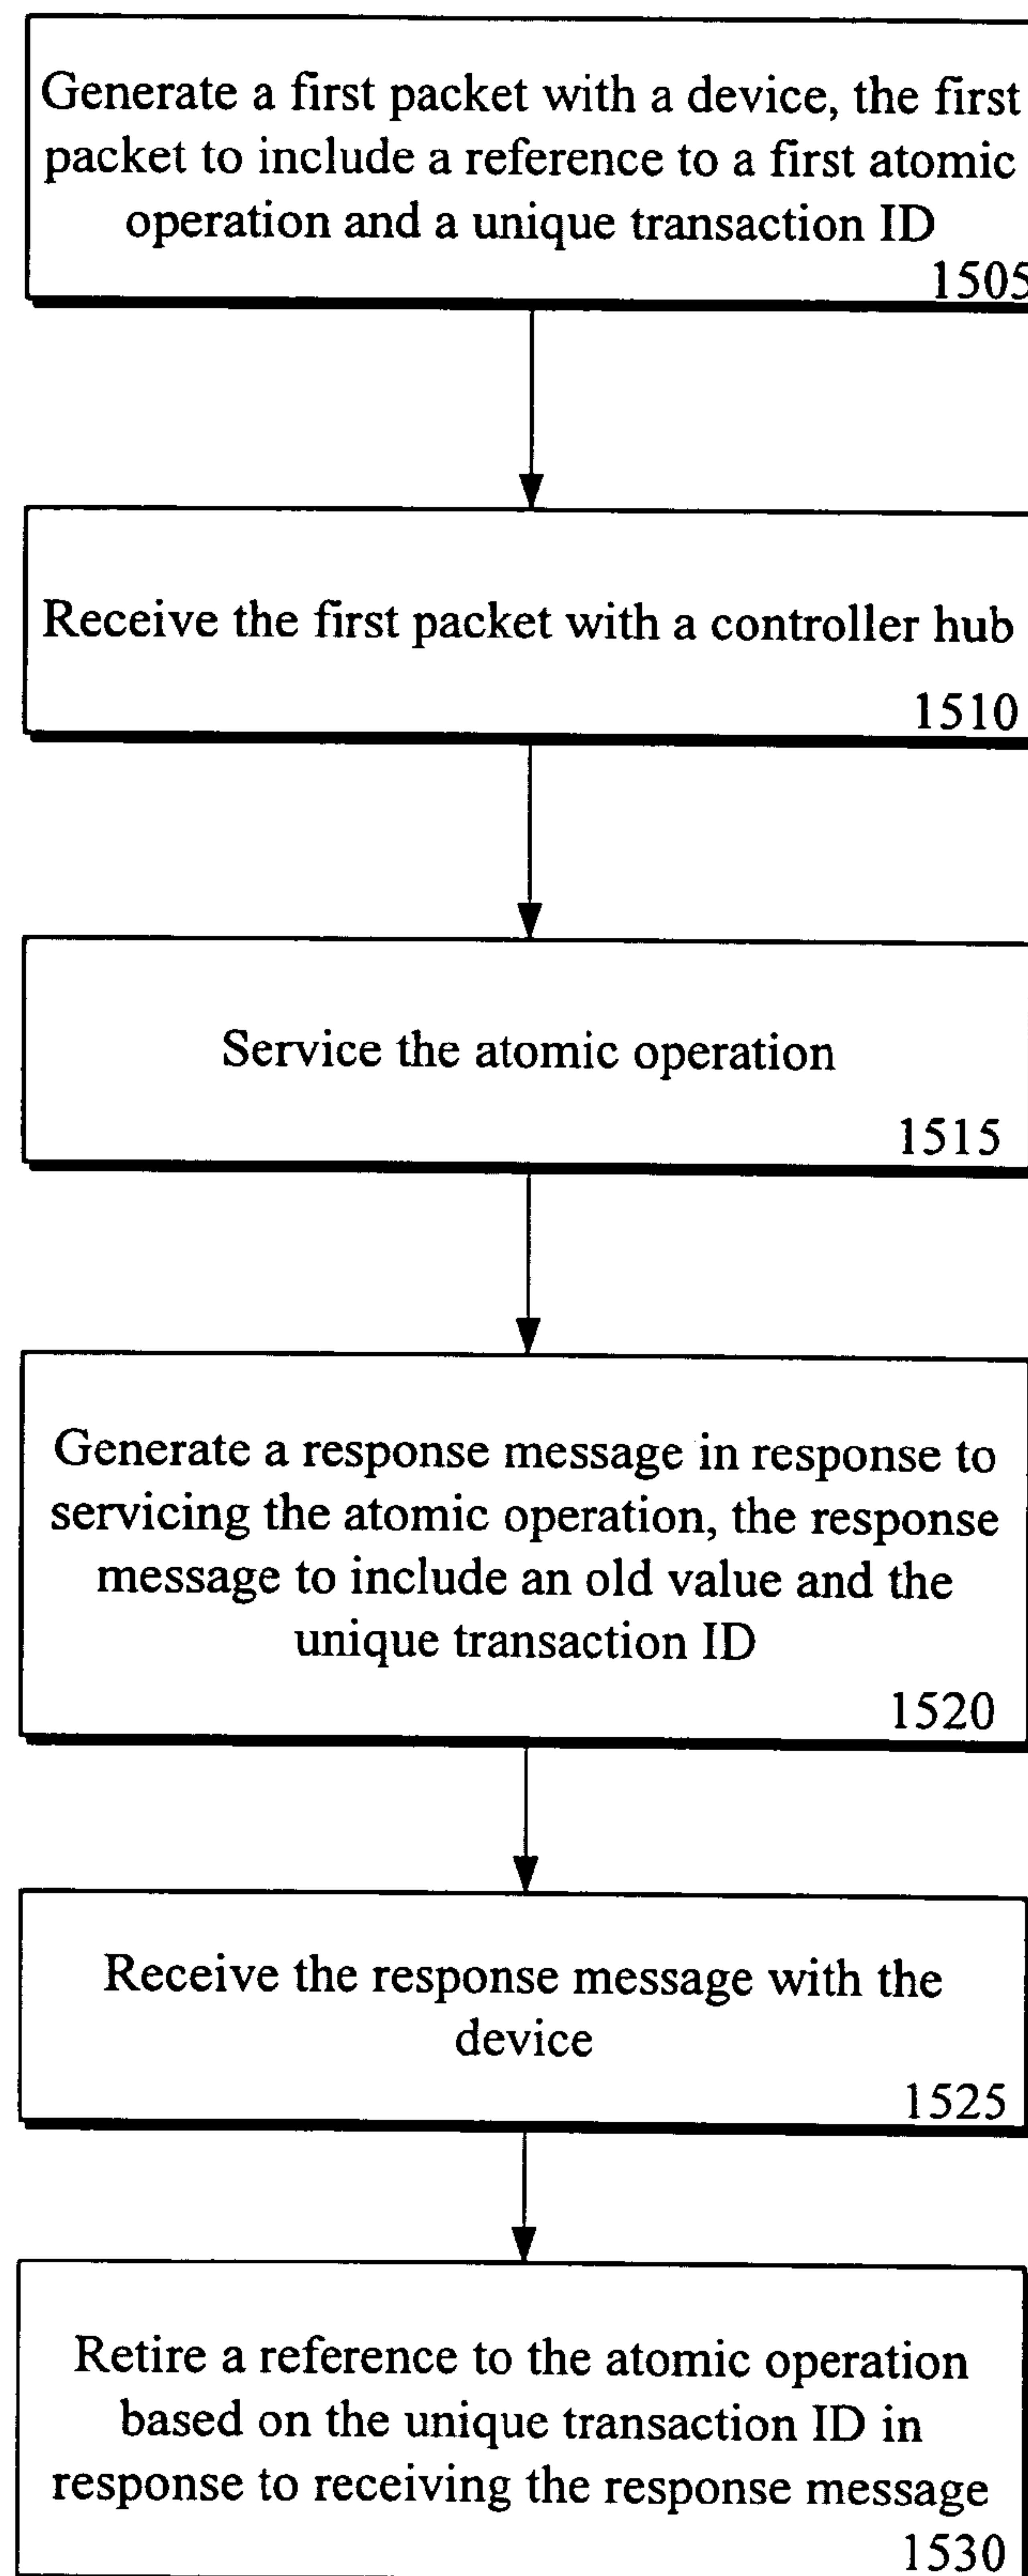 Generate a first packet with a device, the first
packet to include a reference to a first atomic
operation and a unique transaction ID
1505
Receive the first packet with a controller hub
1510
Service the atomic operation
1515
Generate a response message in response to
servicing the atomic operation, the response
message to include an old value and the
unique transaction ID
1520
Receive the response message with the
device
1525
Retire a reference to the atomic operation
based on the unique transaction ID in
response to receiving the response message
1530